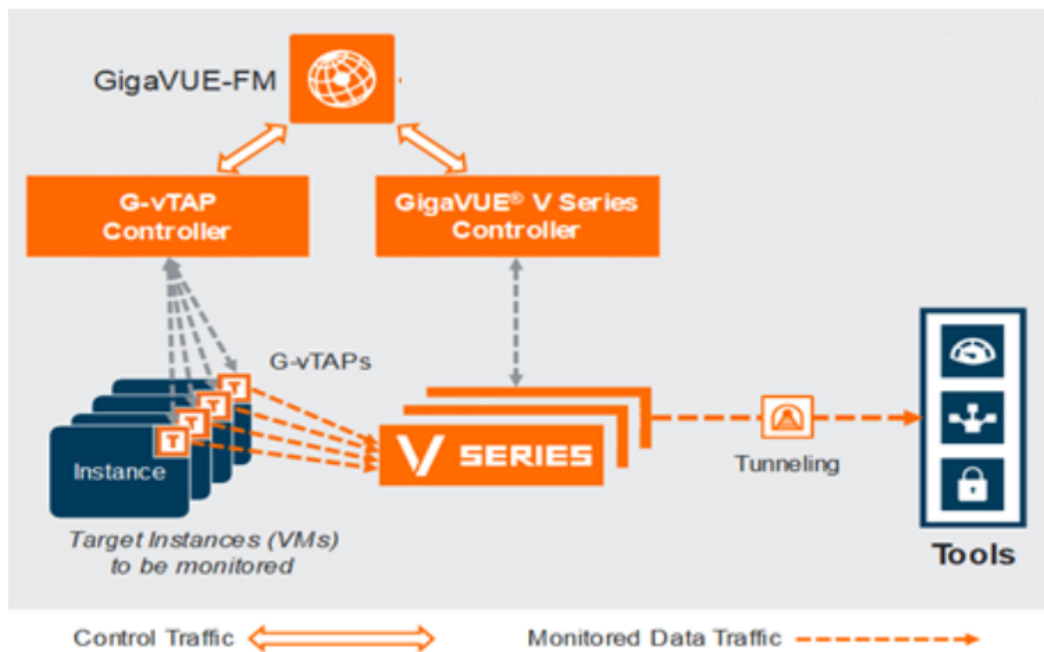 GigaVUE-FM
G-vTAP
Controller
GigaVUE® V Series
Controller
G-vTAPs
T
T
T
T
Instance
V SERIES
Tunneling
Target Instances (VMs)
to be monitored
Tools
Control Traffic
Monitored Data Traffic